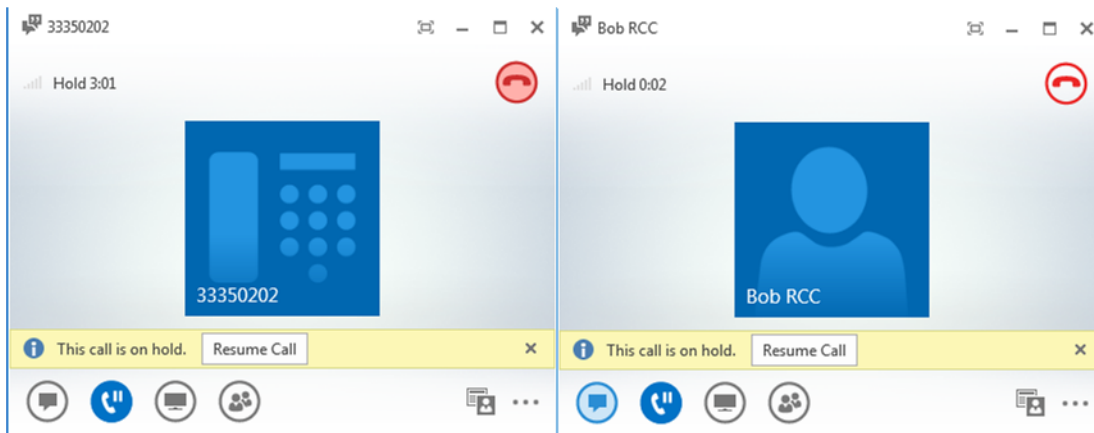 33350202
Hold 3:01
33350202
This call is on hold. Resume Call
Bob RCC
Hold 0:02
Bob RCC
This call is on hold. Resume Call